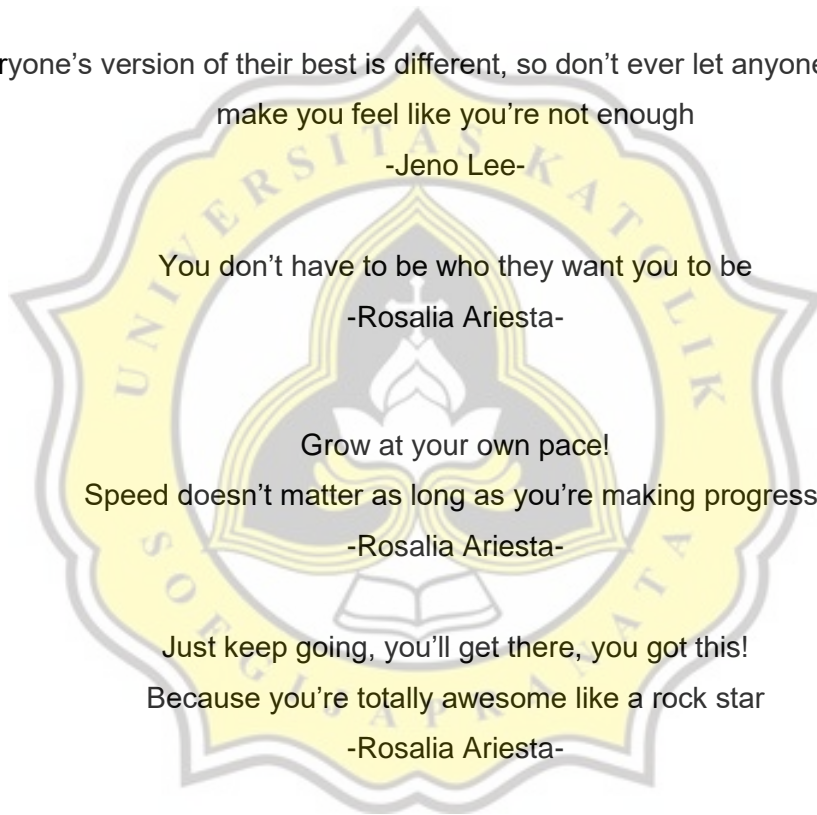 ryone’s version of their best is different, so don’t ever let anyone
make you feel like you’re not enough
-Jeno Lee-
You don’t have to be who they want you to be
-Rosalia Ariesta-
Grow at your own pace!
Speed doesn’t matter as long as you’re making progress
-Rosalia Ariesta-
Just keep going, you’ll get there, you got this!
Because you’re totally awesome like a rock star
-Rosalia Ariesta-
UNIVERSITAS KATOLIK
SOEGIJAPRANATA